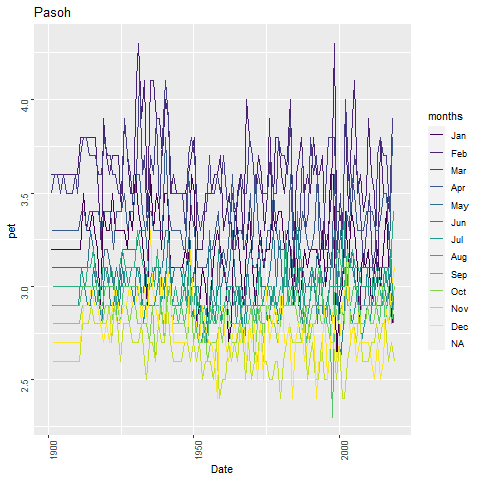 Pasoh
pet
4.0
3.5
3.0
2.5
1900
1950
2000
Date
months
Jan
Feb
Mar
Apr
May
Jun
Jul
Aug
Sep
Oct
Nov
Dec
NA